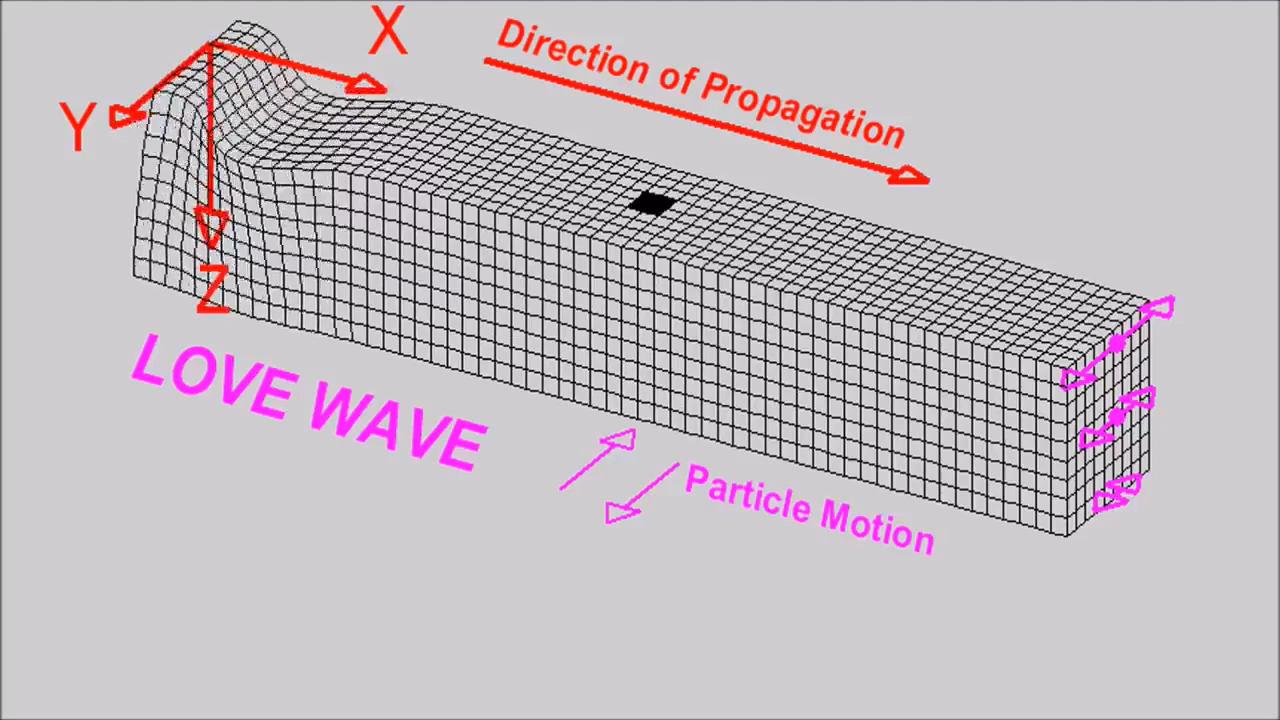 X
Direction of Propagation
Y
Z
LOVE WAVE
Particle Motion